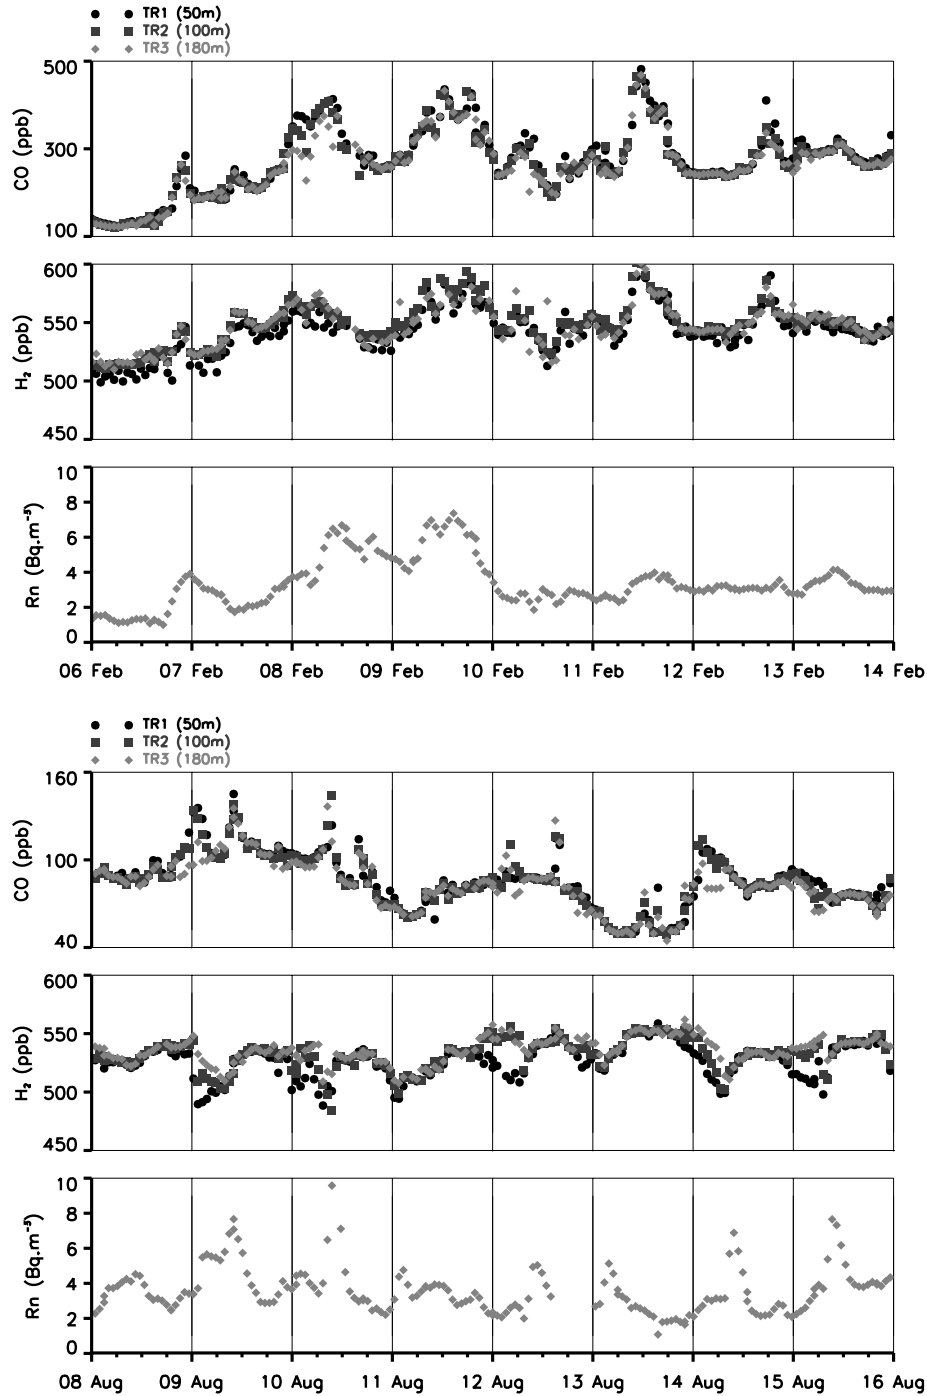 TR1 (50m)
TR2 (100m)
TR3 (180m)
500
300
100
CO (ppb)
600
550
500
450
H₂ (ppb)
10
8
6
4
2
0
Rn (Bq.m⁻³)
06 Feb 07 Feb 08 Feb 09 Feb 10 Feb 11 Feb 12 Feb 13 Feb 14 Feb
TR1 (50m)
TR2 (100m)
TR3 (180m)
160
100
40
CO (ppb)
600
550
500
450
H₂ (ppb)
10
8
6
4
2
0
Rn (Bq.m⁻³)
08 Aug 09 Aug 10 Aug 11 Aug 12 Aug 13 Aug 14 Aug 15 Aug 16 Aug